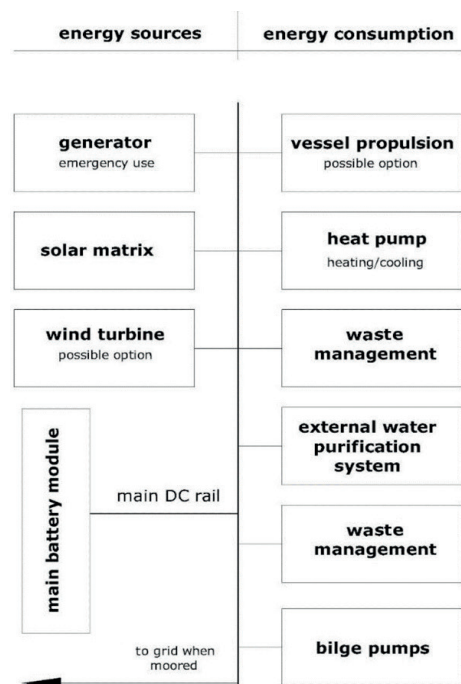 energy sources
energy consumption
generator
emergency use
vessel propulsion
possible option
solar matrix
heat pump
heating/cooling
wind turbine
possible option
waste
management
external water
purification
system
main battery module
main DC rail
waste
management
to grid when
moored
bilge pumps